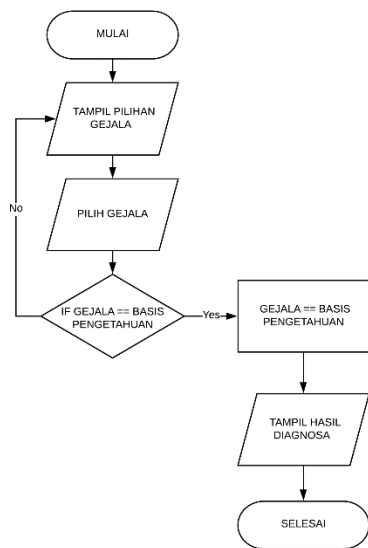 MULAI
TAMPIL PILIHAN
GEJALA
No
PILIH GEJALA
IF GEJALA == BASIS
PENGETAHUAN
Yes
GEJALA == BASIS
PENGETAHUAN
TAMPIL HASIL
DIAGNOSA
SELESAI